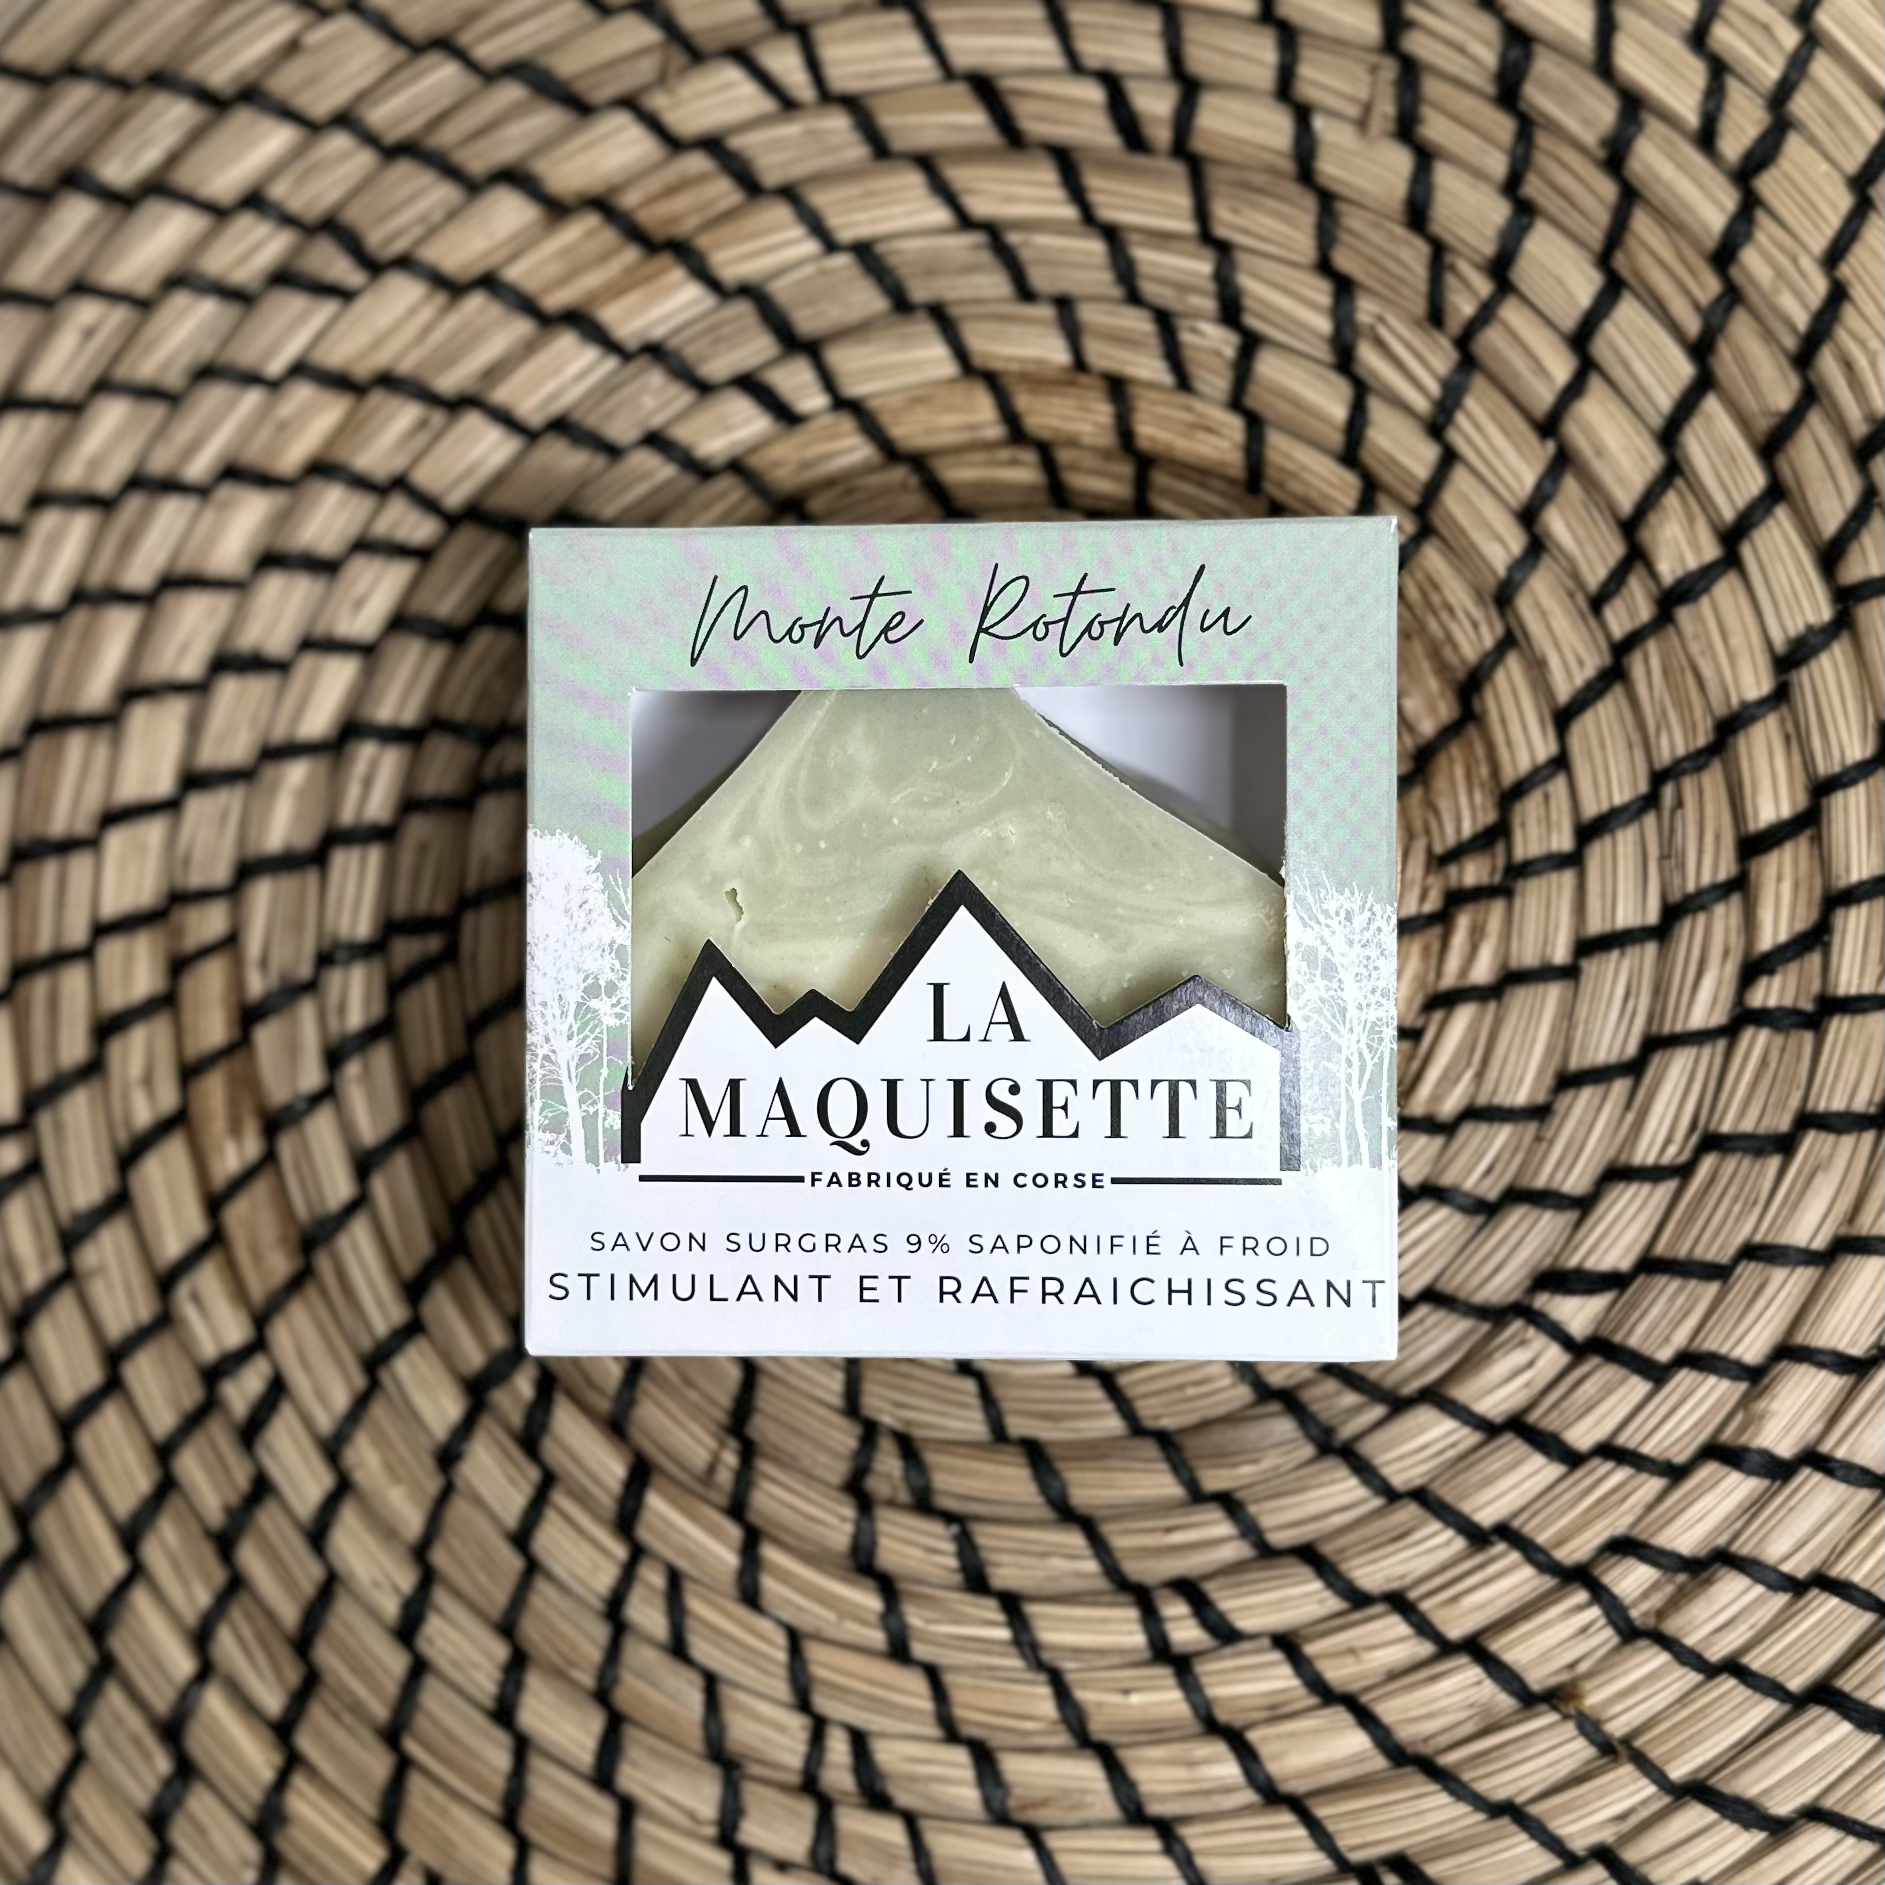 Monte Rotondu
LA
MAQUISETTE
FABRIQUÉ EN CORSE
SAVON SURGRAS 9% SAPONIFIÉ À FROID
STIMULANT ET RAFRAICHISSANT